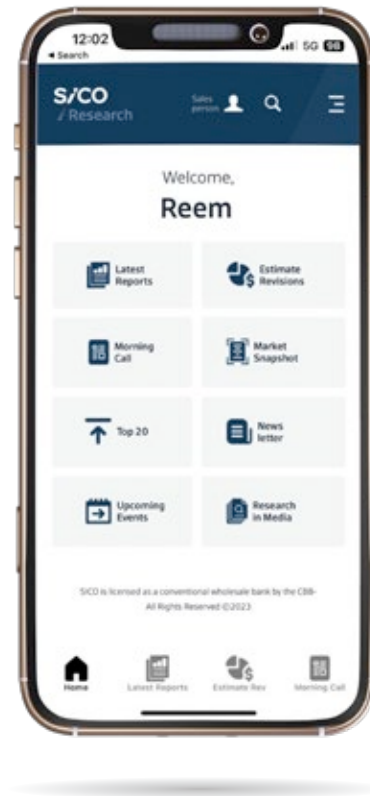 12:02
5G 98
Search
S/CO
/ Research
Sales
person
Welcome,
Reem
Latest
Reports
Estimate
Revisions
Morning
Call
Market
Snapshot
Top 20
News
letter
Upcoming
Events
Research
in Media
SICO is licensed as a conventional wholesale bank by the CBB-
All Rights Reserved ©2023
Home
Latest Reports
Estimate Rev
Morning Call